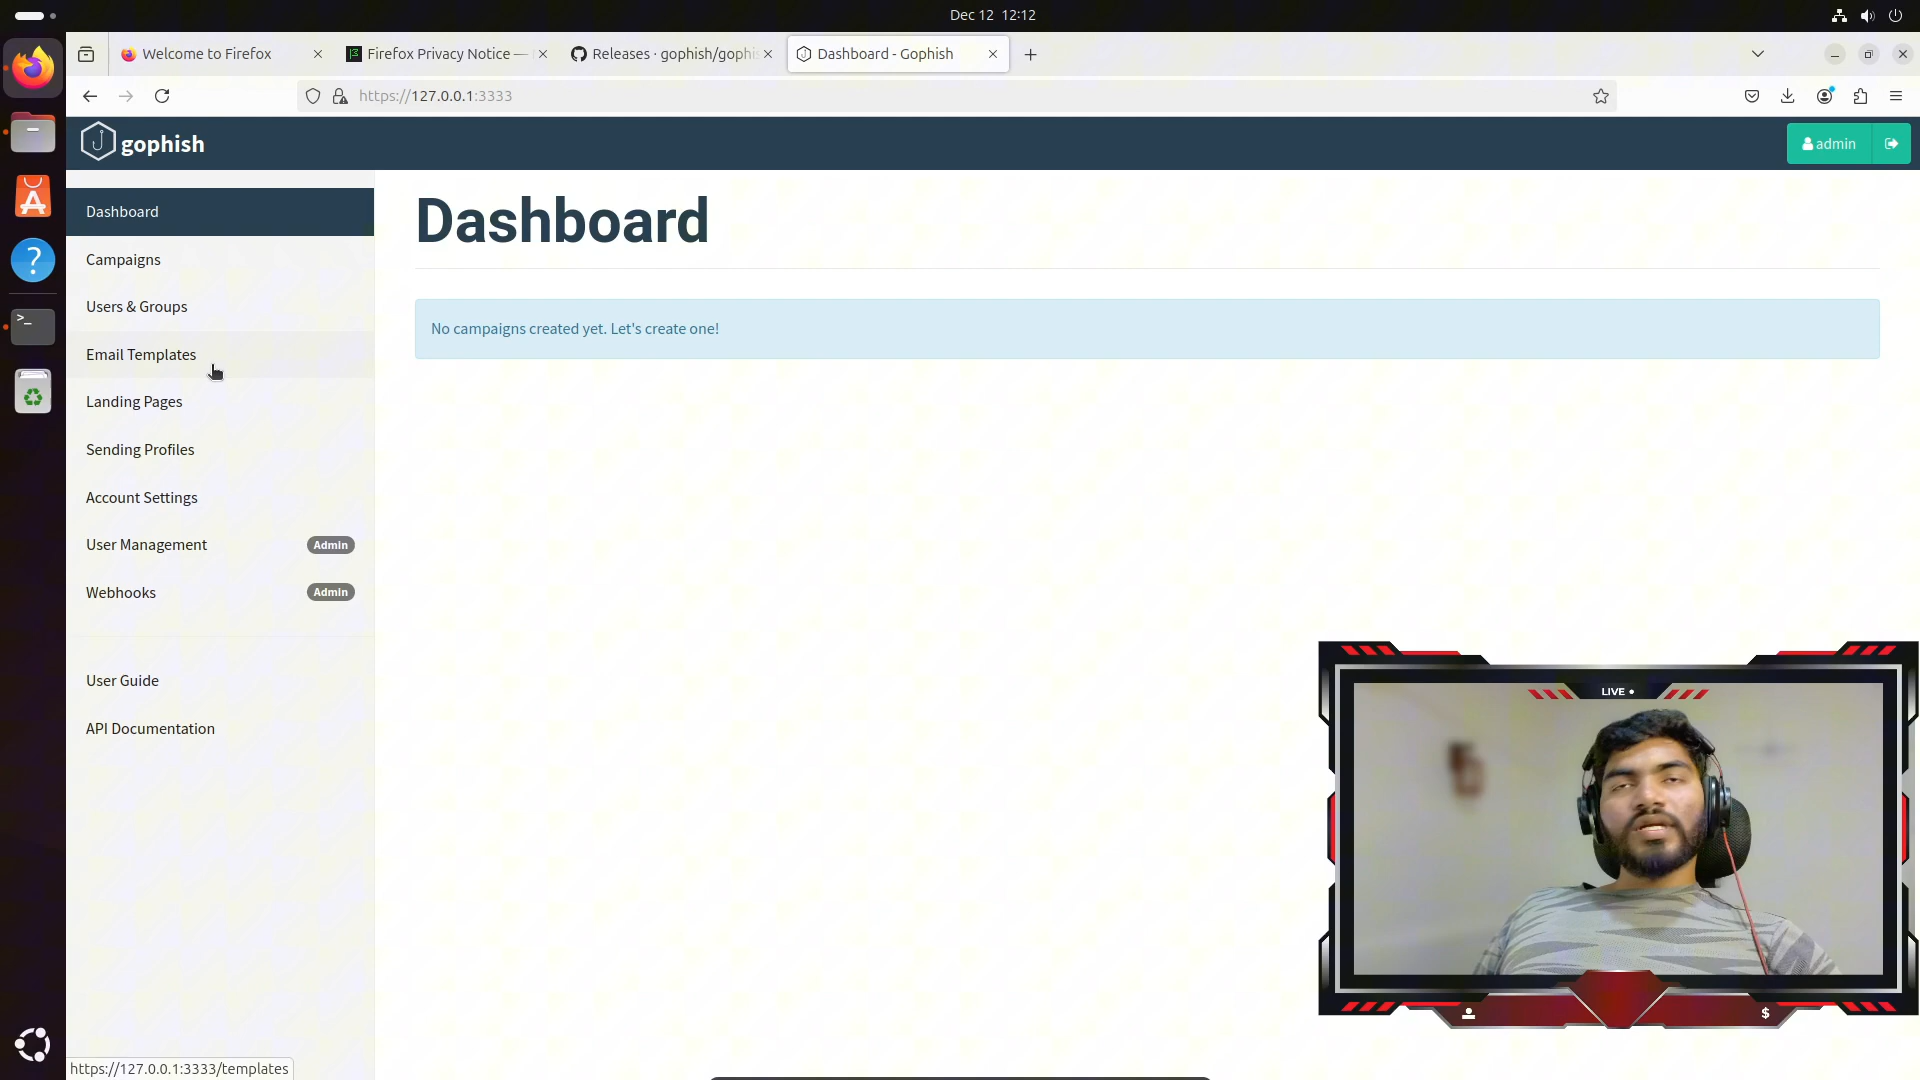 Dec 12 12:12
Welcome to Firefox
Firefox Privacy Notice —
Releases · gophish/gophi
Dashboard - Gophish
https://127.0.0.1:3333
gophish
admin
Dashboard
Dashboard
Campaigns
Users & Groups
No campaigns created yet. Let's create one!
Email Templates
Landing Pages
Sending Profiles
Account Settings
User Management Admin
Webhooks Admin
User Guide
LIVE
API Documentation
$
https://127.0.0.1:3333/templates